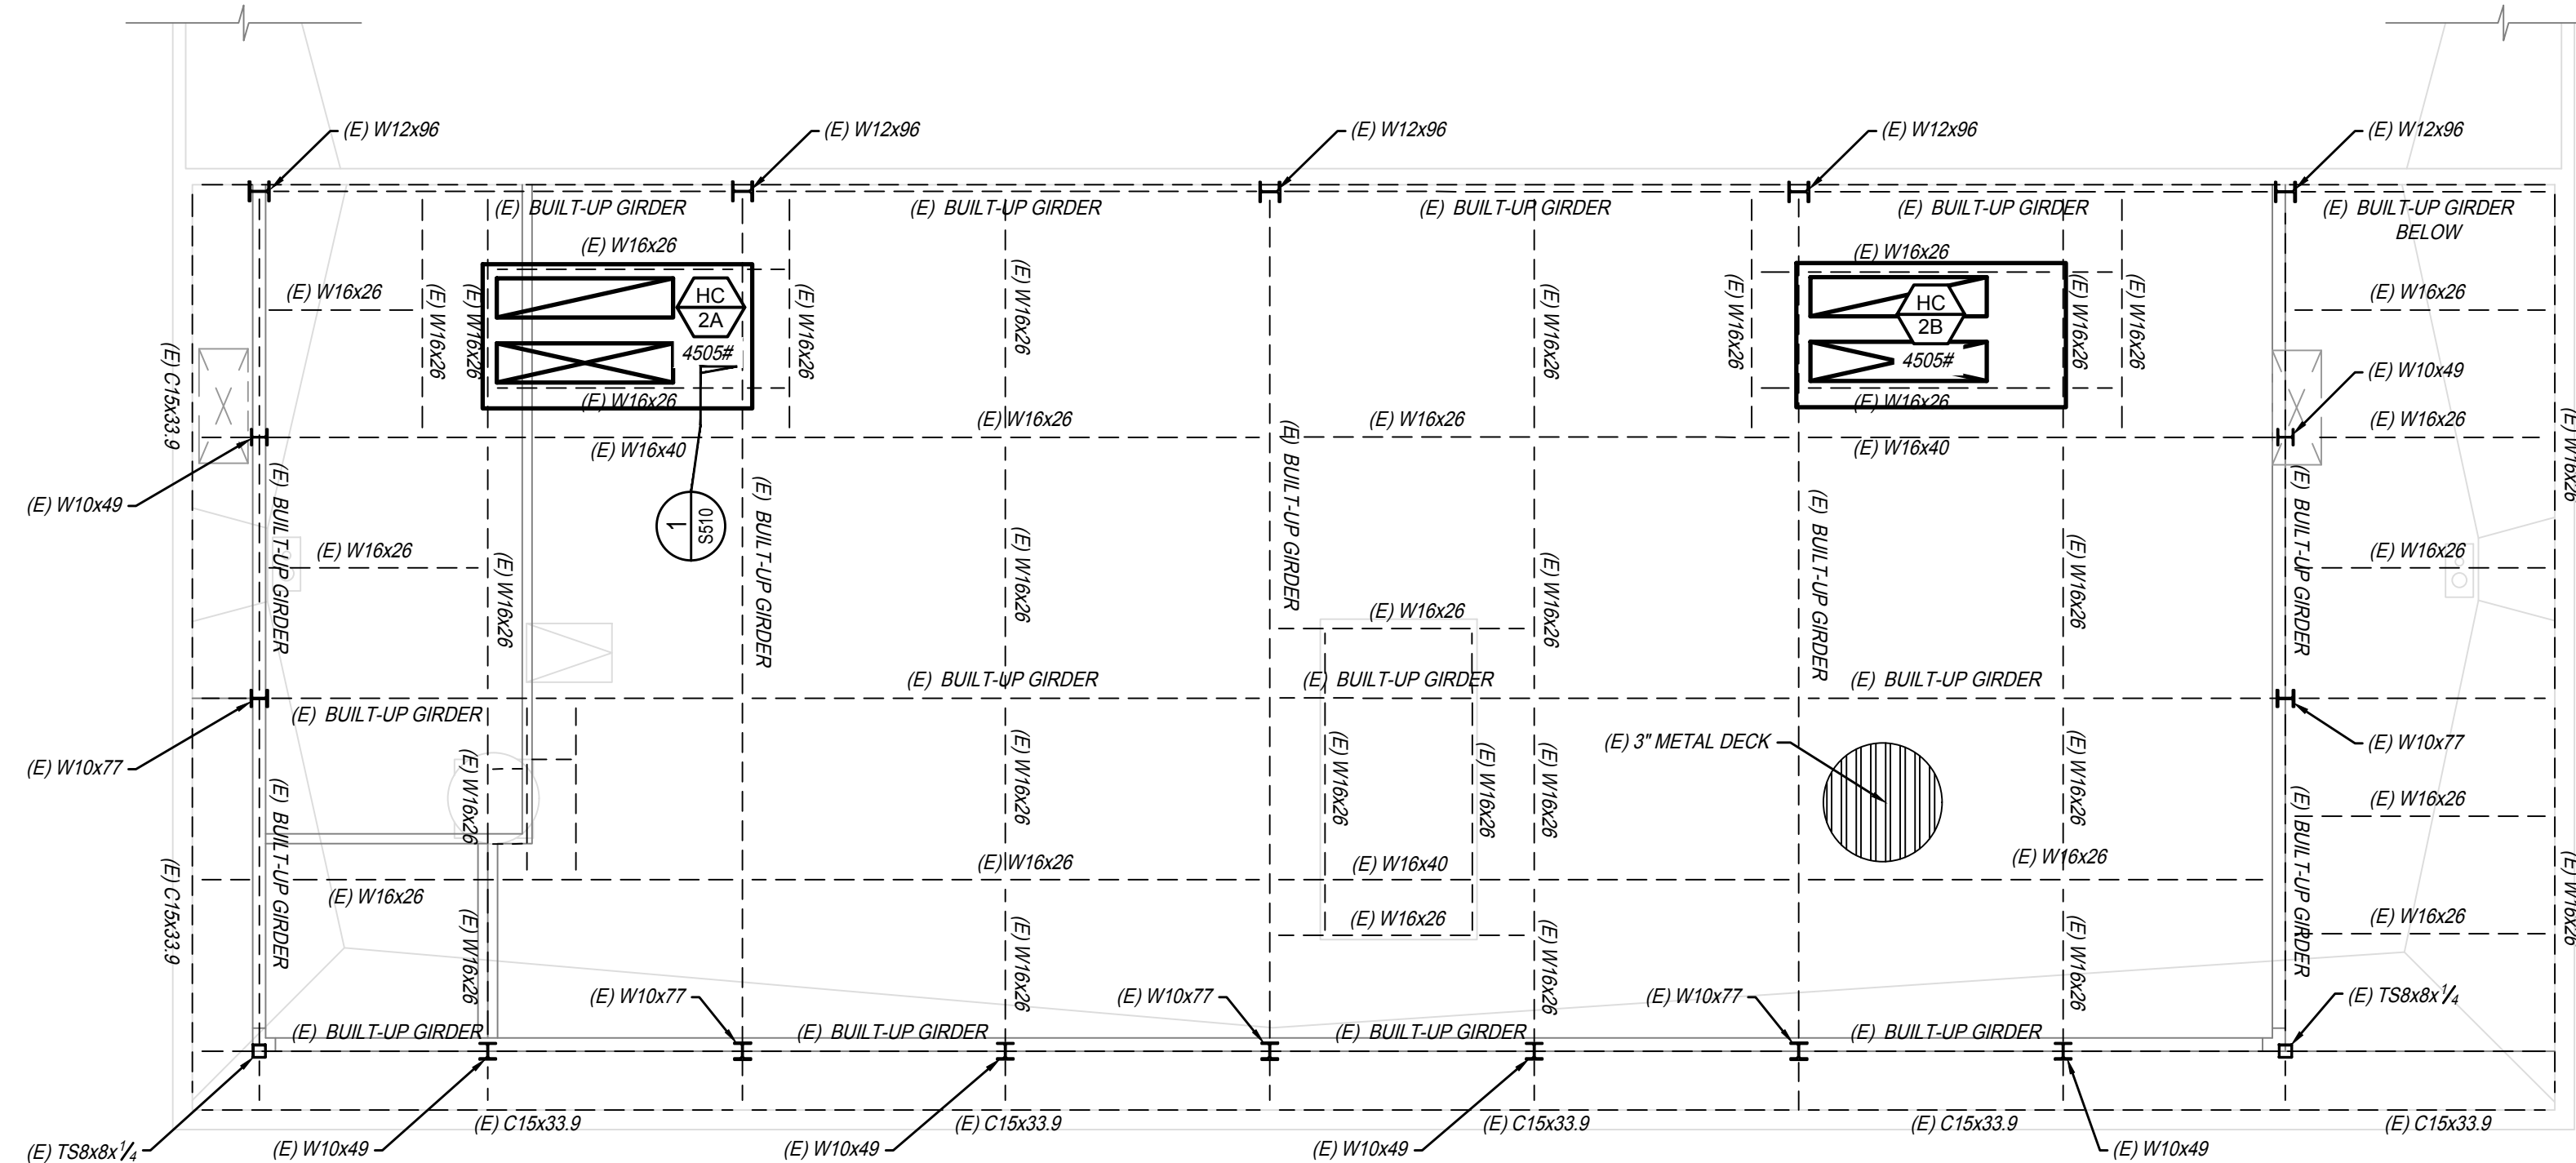 (E) W12x96
(E) W12x96
(E) W12x96
(E) W12x96
(E) W12x96
(E) BUILT-UP GIRDER
(E) BUILT-UP GIRDER
(E) BUILT-UP GIRDER
(E) BUILT-UP GIRDER
(E) BUILT-UP GIRDER
BELOW
(E) W16x26
(E) W16x26
(E) W16x26
(E) W16x26
(E) W16x26
(E) W16x26
HC
2A
4505#
(E) W16x26
(E) W16x26
(E) W16x26
(E) W16x26
HC
2B
4505#
(E) W16x26
(E) W16x26
(E) C15x33.9
(E) W16x26
(E) W16x26
(E) W10x49
(E) W16x26
(E) W16x26
(E) W16x26
(E) W16x26
(E) W16x40
(E) W16x40
(E) W16x26
(E) W10x49
(E) BUILT-UP GIRDER
1
S510
(E) BUILT-UP GIRDER
(E) BUILT-UP GIRDER
(E) BUILT-UP GIRDER
(E) BUILT-UP GIRDER
(E) W16x26
(E) W16x26
(E) W16x26
(E) W16x26
(E) W16x26
(E) W16x26
(E) W16x26
(E) BUILT-UP GIRDER
(E) BUILT-UP GIRDER
(E) BUILT-UP GIRDER
(E) BUILT-UP GIRDER
(E) W10x77
(E) W16x26
(E) W16x26
(E) W16x26
(E) W16x26
(E) W16x26
(E) 3" METAL DECK
(E) W16x26
(E) W10x77
(E) W16x26
(E) BUILT-UP GIRDER
(E) BUILT-UP GIRDER
(E) C15x33.9
(E) W16x26
(E) W16x26
(E) W16x40
(E) W16x26
(E) W16x26
(E) W16x26
(E) W16x26
(E) W16x26
(E) W16x26
(E) W16x26
(E) W16x26
(E) W16x26
(E) W10x77
(E) W10x77
(E) W10x77
(E) TS8x8x1/4
(E) BUILT-UP GIRDER
(E) BUILT-UP GIRDER
(E) BUILT-UP GIRDER
(E) BUILT-UP GIRDER
(E) C15x33.9
(E) C15x33.9
(E) C15x33.9
(E) C15x33.9
(E) C15x33.9
(E) TS8x8x1/4
(E) W10x49
(E) W10x49
(E) W10x49
(E) W10x49